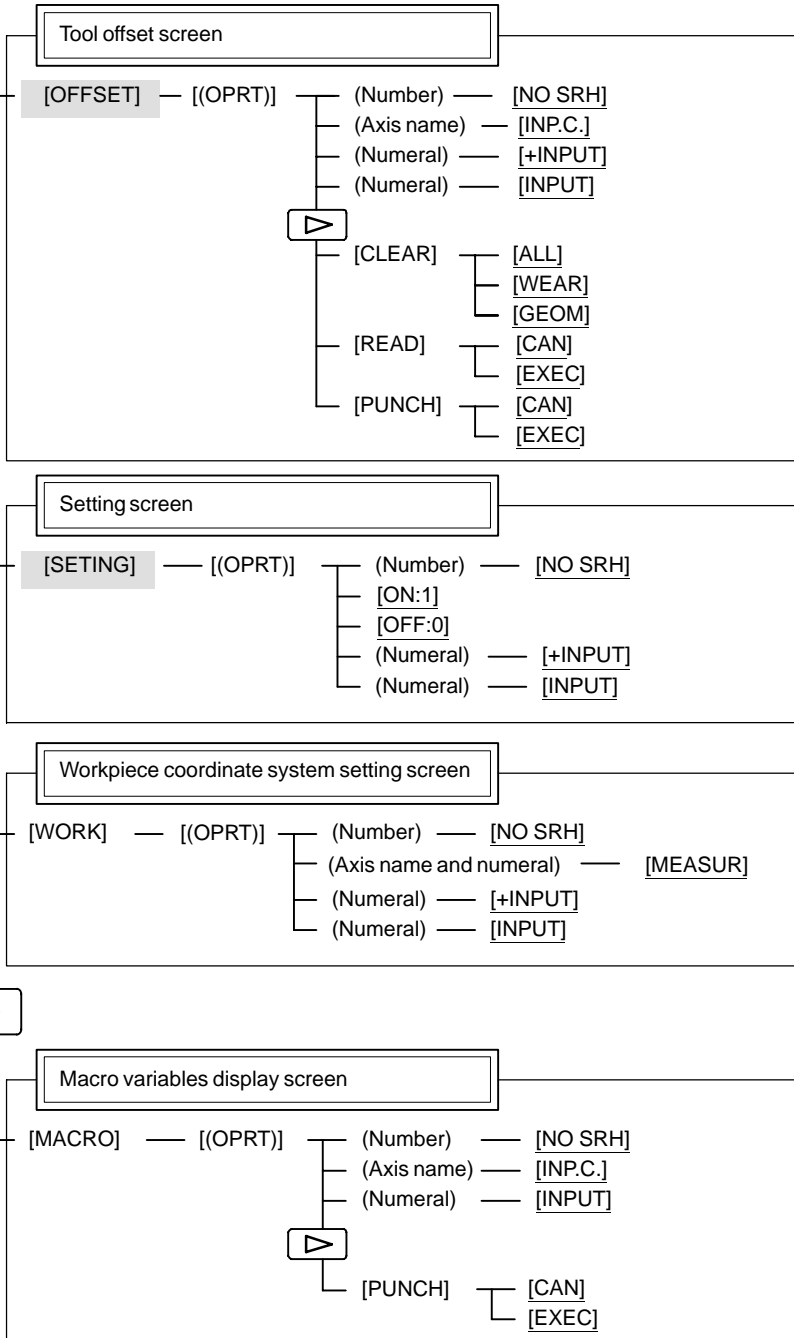 Tool offset screen
[OFFSET] [(OPRT)] (Number) [NO SRH]
(Axis name) [INP.C.]
(Numeral) [+INPUT]
(Numeral) [INPUT]
[CLEAR] [ALL]
[WEAR]
[GEOM]
[READ] [CAN]
[EXEC]
[PUNCH] [CAN]
[EXEC]
Setting screen
[SETING] [(OPRT)] (Number) [NO SRH]
[ON:1]
[OFF:0]
(Numeral) [+INPUT]
(Numeral) [INPUT]
Workpiece coordinate system setting screen
[WORK] [(OPRT)] (Number) [NO SRH]
(Axis name and numeral) [MEASUR]
(Numeral) [+INPUT]
(Numeral) [INPUT]
Macro variables display screen
[MACRO] [(OPRT)] (Number) [NO SRH]
(Axis name) [INP.C.]
(Numeral) [INPUT]
[PUNCH] [CAN]
[EXEC]